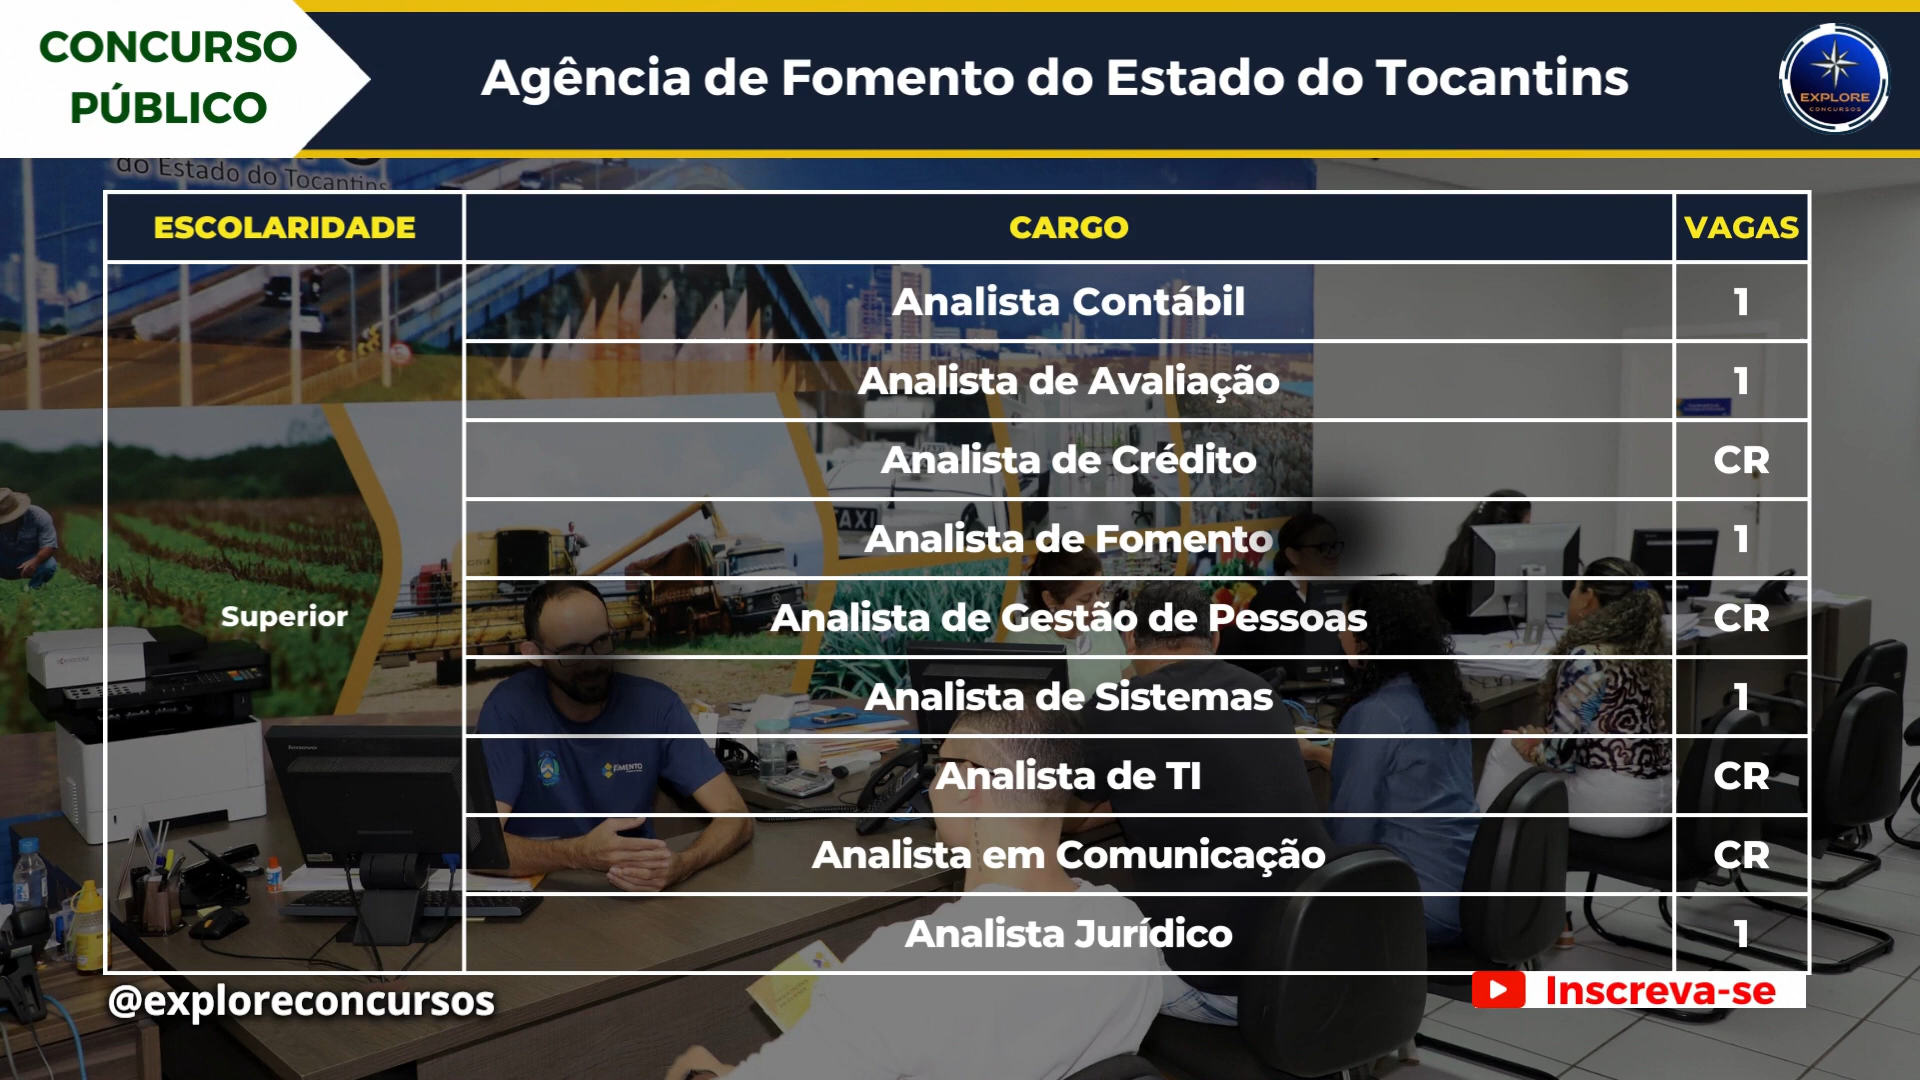 CONCURSO
PÚBLICO
Agência de Fomento do Estado do Tocantins
EXPLORE
CONCURSOS
do Estado do Tocantins
ESCOLARIDADE CARGO VAGAS
Analista Contábil 1
Analista de Avaliação 1
Analista de Crédito CR
TAXI
Analista de Fomento 1
Superior
Analista de Gestão de Pessoas CR
Analista de Sistemas 1
FOMENTO
Analista de TI CR
Analista em Comunicação CR
Analista Jurídico 1
@exploreconcursos
Inscreva-se